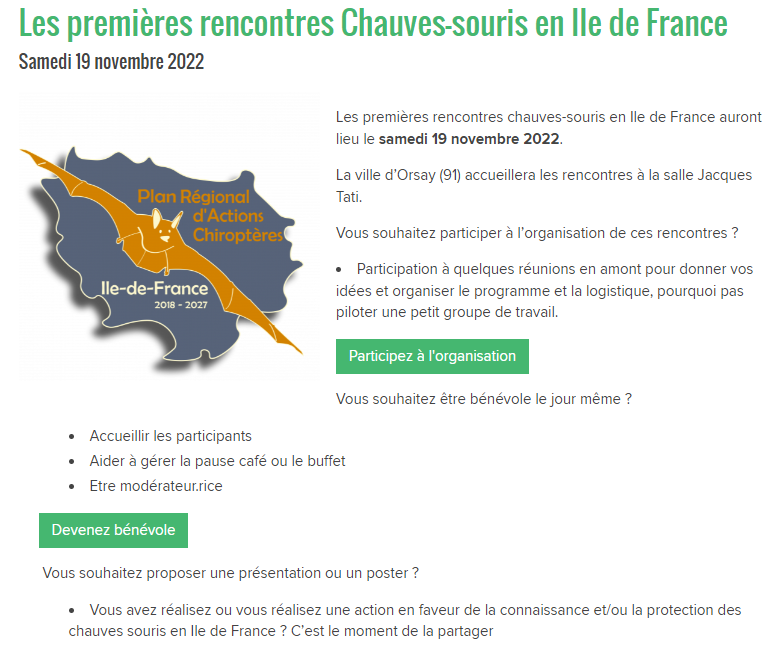 Les premières rencontres Chauves-souris en Ile de France
Samedi 19 novembre 2022
Plan Régional
d'Actions
Chiroptères
Ile-de-France
2018 - 2027
Les premières rencontres chauves-souris en Ile de France auront
lieu le samedi 19 novembre 2022.
La ville d'Orsay (91) accueillera les rencontres à la salle Jacques
Tati.
Vous souhaitez participer à l'organisation de ces rencontres ?
• Participation à quelques réunions en amont pour donner vos
idées et organiser le programme et la logistique, pourquoi pas
piloter une petit groupe de travail.
Participez à l'organisation
Vous souhaitez être bénévole le jour même ?
• Accueillir les participants
• Aider à gérer la pause café ou le buffet
• Etre modérateur.rice
Devenez bénévole
Vous souhaitez proposer une présentation ou un poster ?
• Vous avez réalisez ou vous réalisez une action en faveur de la connaissance et/ou la protection des
chauves souris en Ile de France ? C'est le moment de la partager